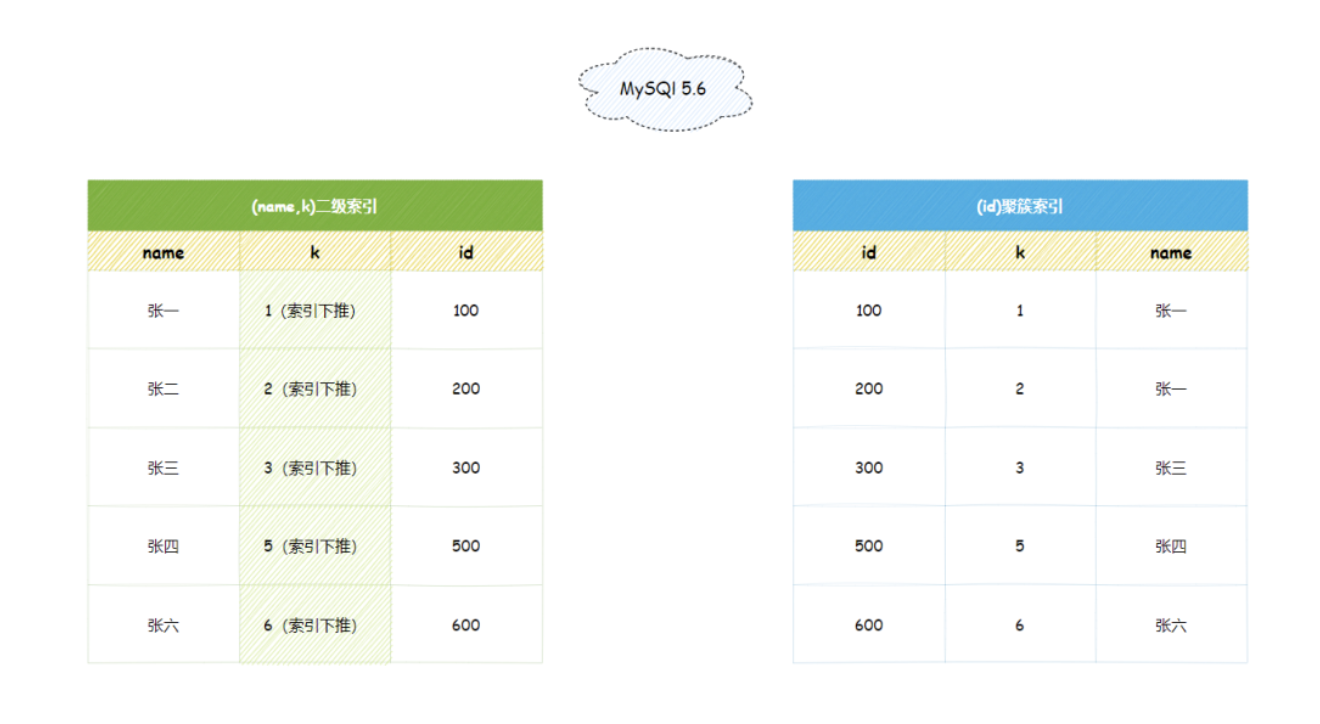 MySQl 5.6
(name,k)二级索引
name k id
张一 1（索引下推） 100
张二 2（索引下推） 200
张三 3（索引下推） 300
张四 5（索引下推） 500
张六 6（索引下推） 600
(id)聚簇索引
id k name
100 1 张一
200 2 张一
300 3 张三
500 5 张四
600 6 张六